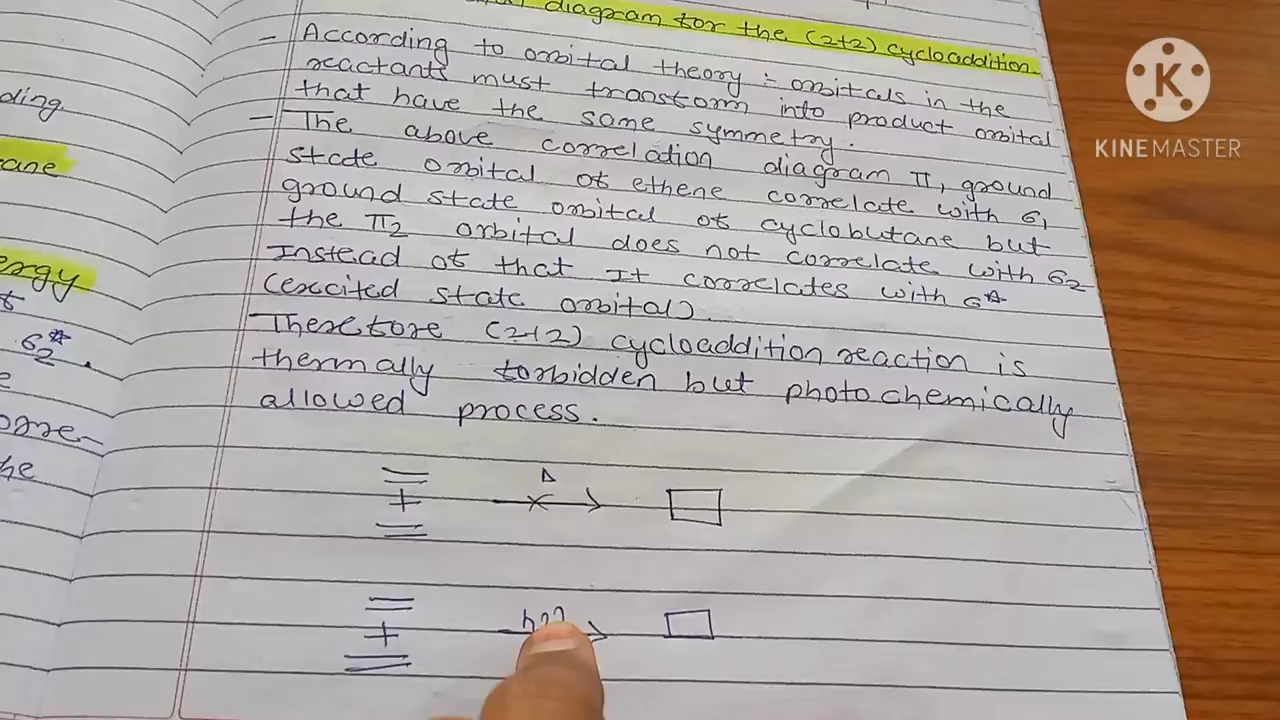 diagram for the (2+2) cycloaddition.
- According to orbital theory :- orbitals in the
reactants must transform into product orbital
that have the same symmetry.
- The above correlation diagram π, ground
state orbital of ethene correlate with σ1
ground state orbital of cyclobutane but
the π2 orbital does not correlate with σ2
Instead of that It correlates with σ*
(excited state orbital).
Therefore (2+2) cycloaddition reaction is
thermally forbidden but photochemically
allowed process.
+ Δ
+
ding
ane
ergy
σ2*.
orre-
he
K
KINEMASTER